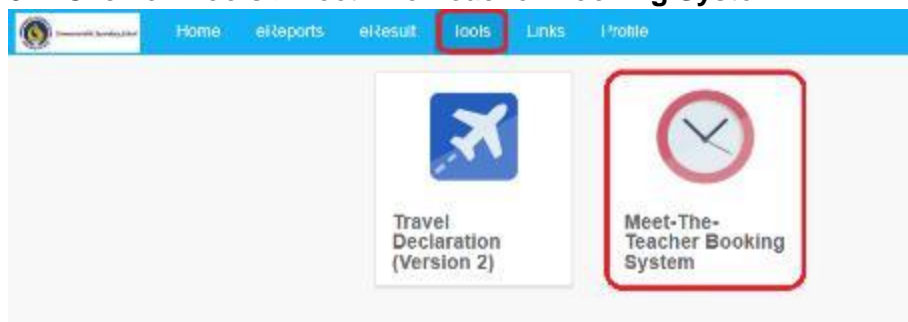 Home eReports eResult Tools Links Profile
Travel
Declaration
(Version 2)
Meet-The-
Teacher Booking
System